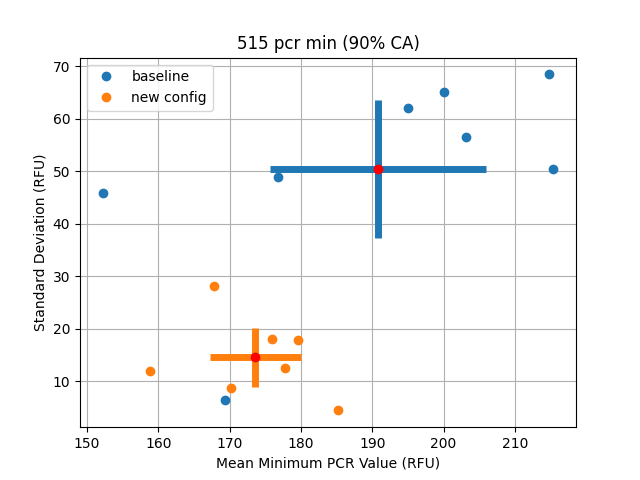 515 pcr min (90% CA)
baseline
new config
70
60
50
40
30
20
10
Standard Deviation (RFU)
150 160 170 180 190 200 210
Mean Minimum PCR Value (RFU)